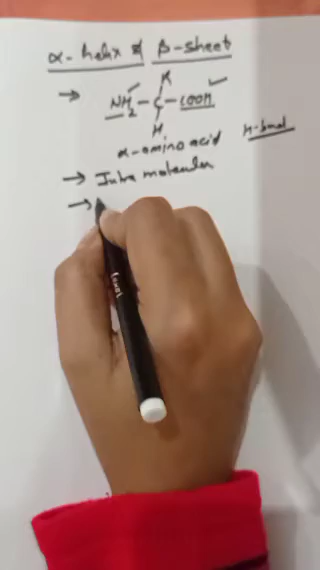 α-helix & β-sheet
→ R
NH2 - C - COOH
H
α-amino acid H-bond
→ Intra molecular
→